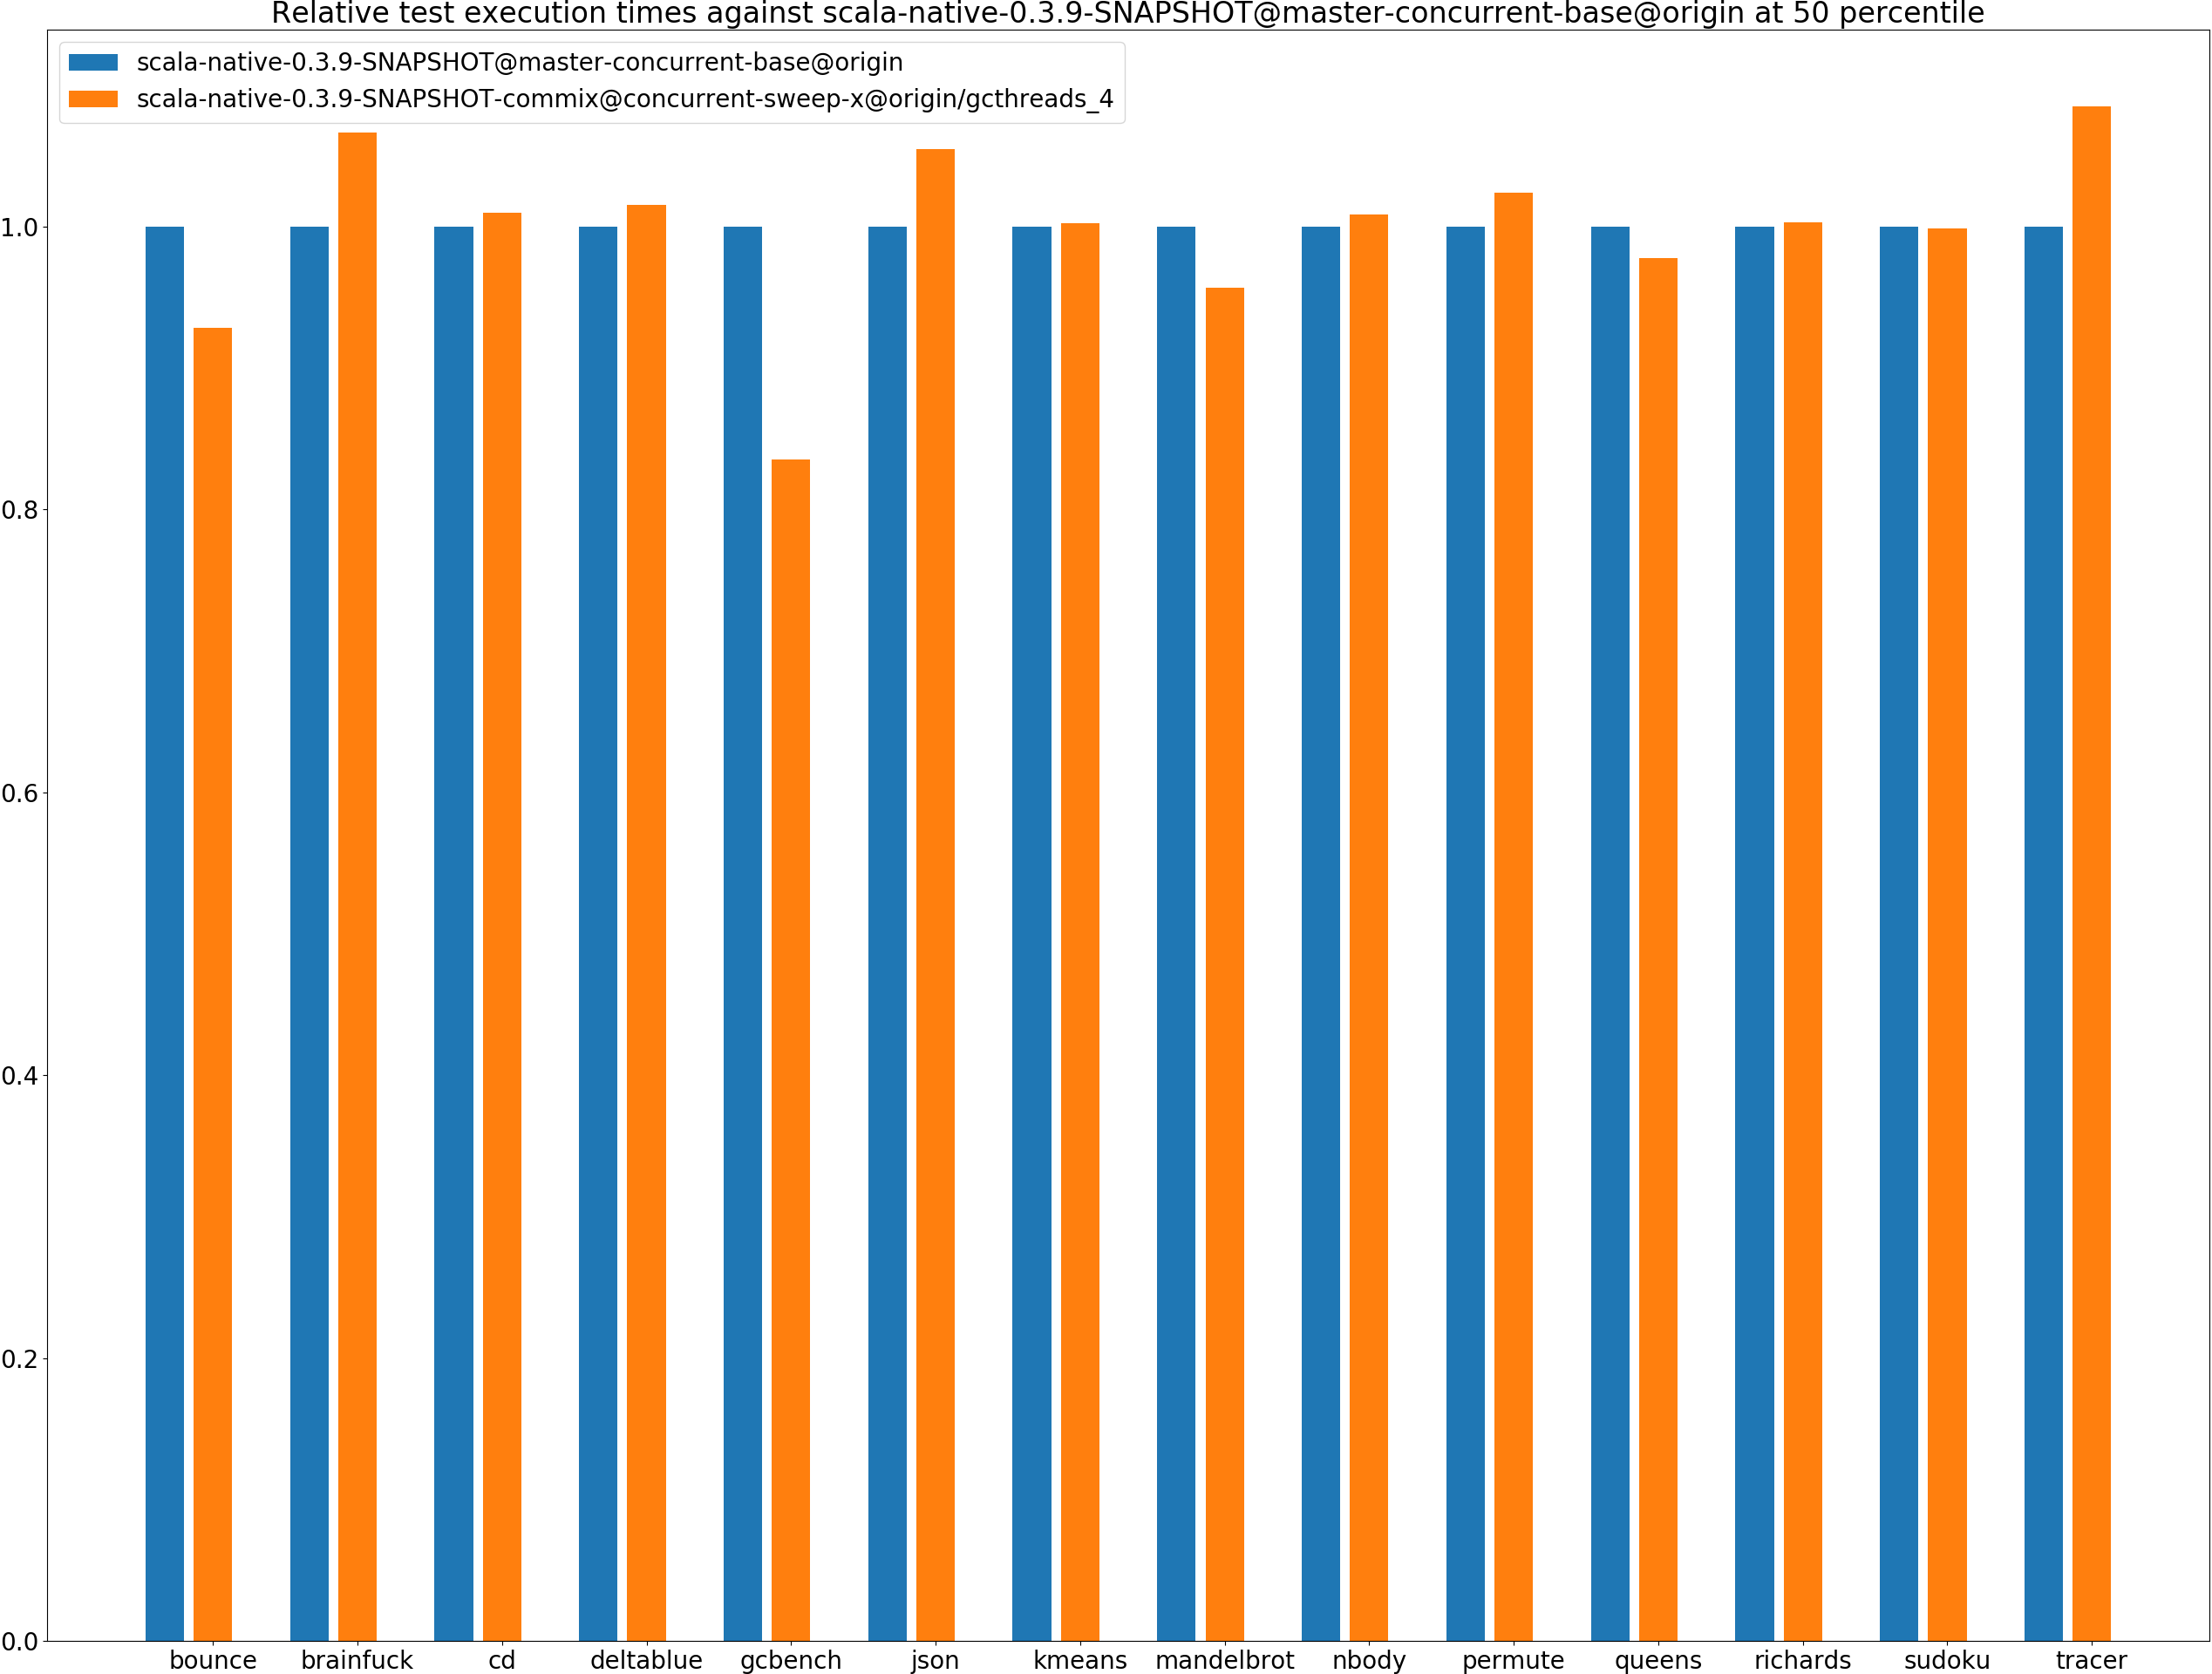 Relative test execution times against scala-native-0.3.9-SNAPSHOT@master-concurrent-base@origin at 50 percentile
scala-native-0.3.9-SNAPSHOT@master-concurrent-base@origin
scala-native-0.3.9-SNAPSHOT-commix@concurrent-sweep-x@origin/gcthreads_4
1.0
0.8
0.6
0.4
0.2
0.0
bounce brainfuck cd deltablue gcbench json kmeans mandelbrot nbody permute queens richards sudoku tracer